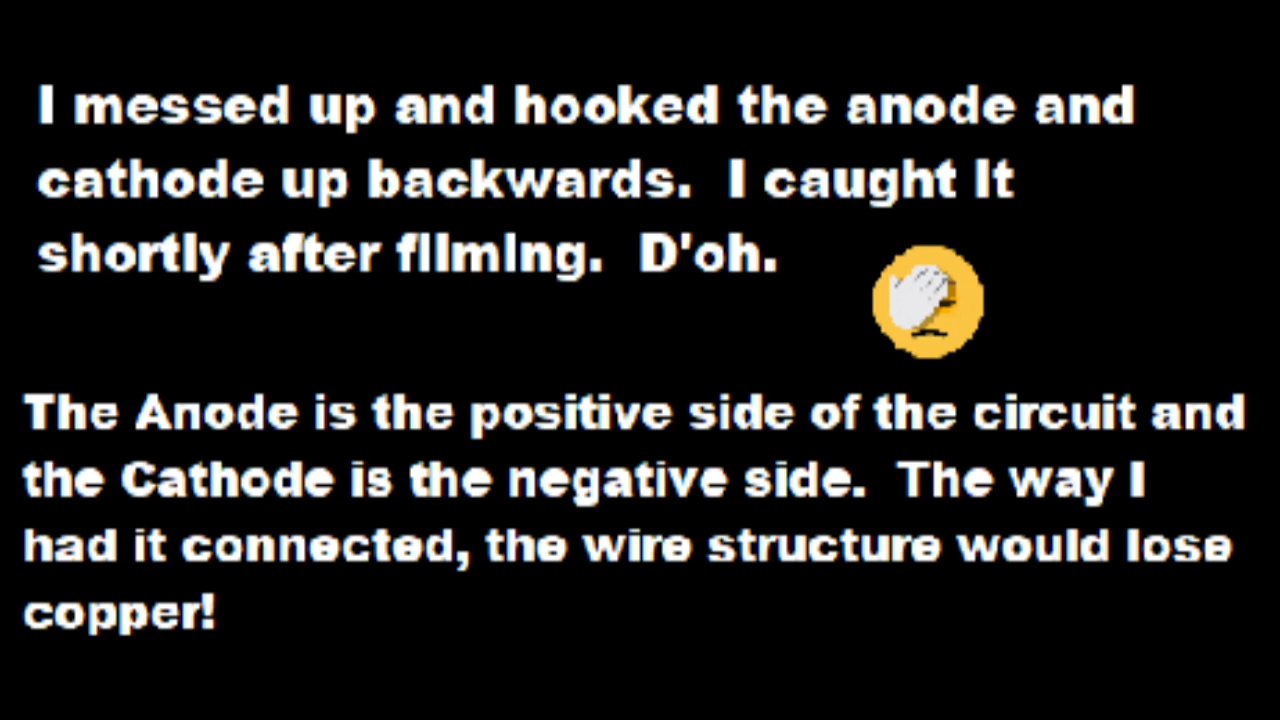 I messed up and hooked the anode and
cathode up backwards. I caught it
shortly after filming. D'oh.
The Anode is the positive side of the circuit and
the Cathode is the negative side. The way I
had it connected, the wire structure would lose
copper!